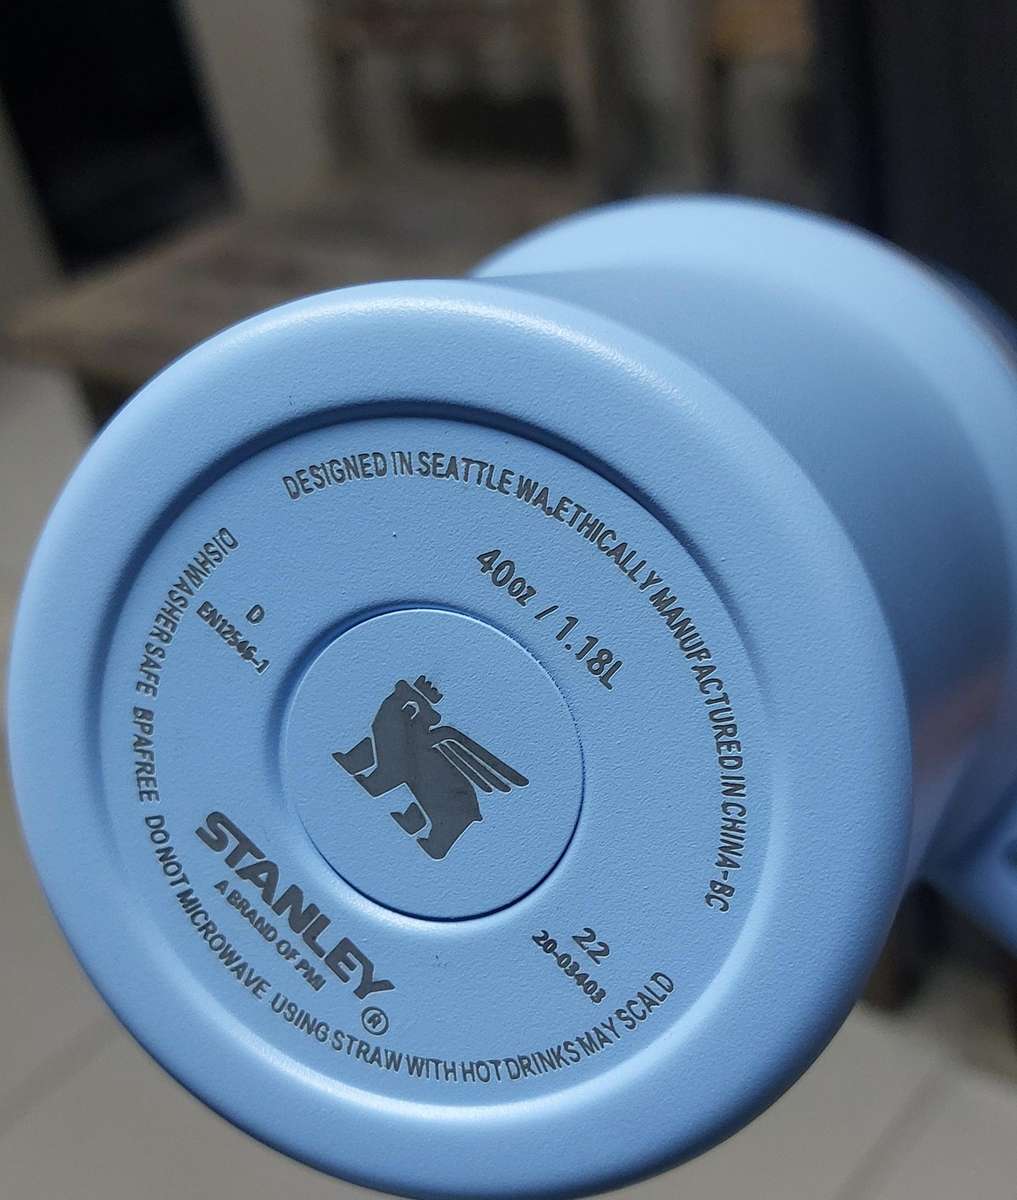 DESIGNED IN SEATTLE WA,ETHICALLY MANUFACTURED IN CHINA-BC
40oz / 1.18L
D
EN12546-1
STANLEY®
A BRAND OF PMI
22
20-03403
DISHWASHER SAFE BPAFREE DO NOT MICROWAVE USING STRAW WITH HOT DRINKS MAY SCALD